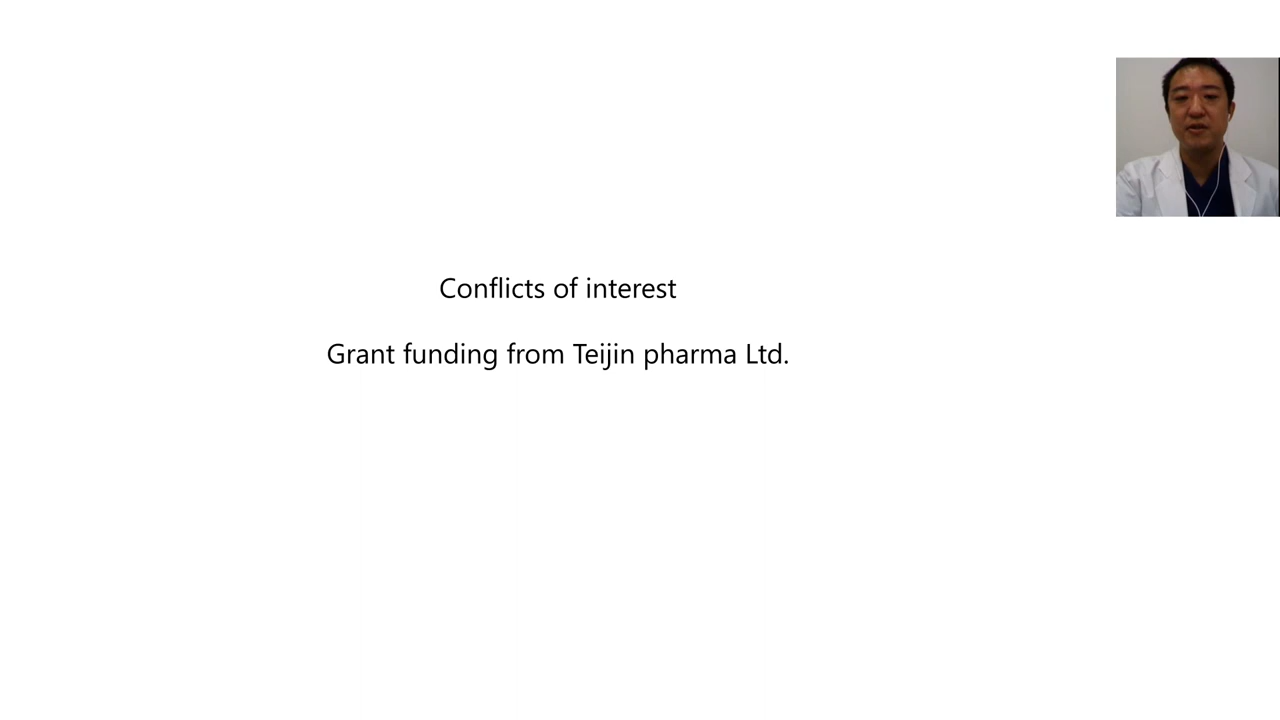 Conflicts of interest
Grant funding from Teijin pharma Ltd.